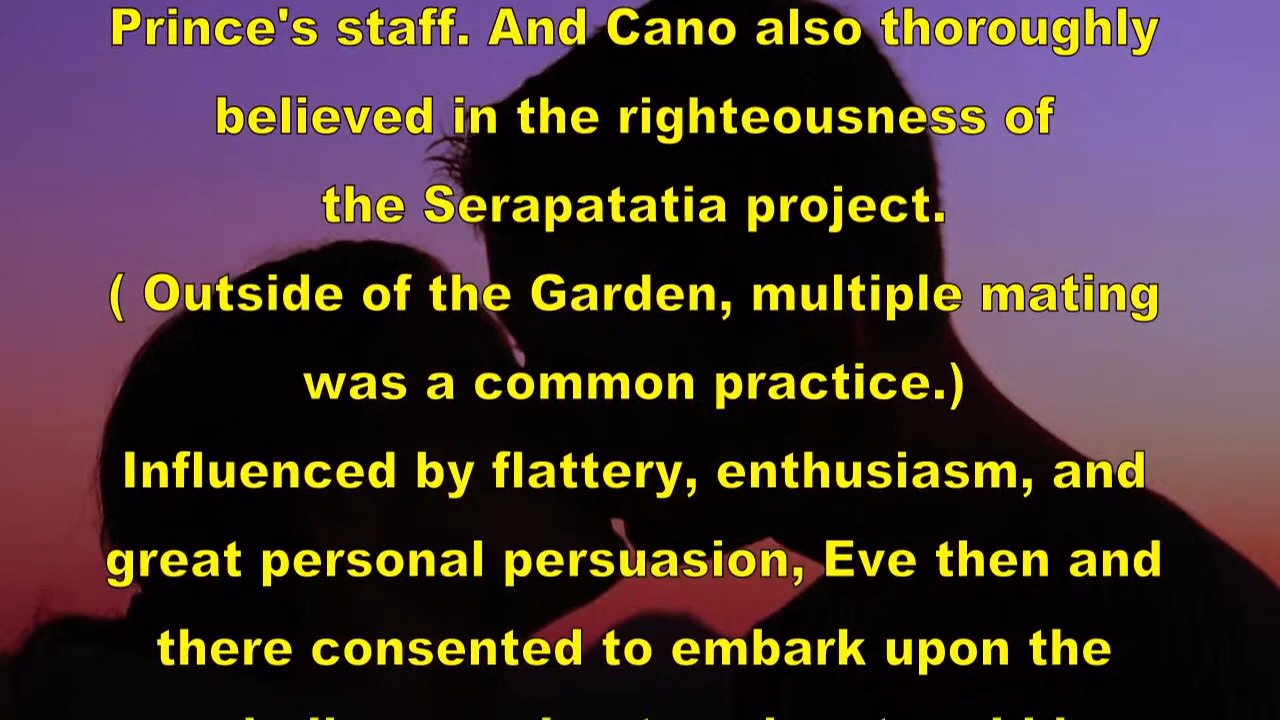 Prince's staff. And Cano also thoroughly
believed in the righteousness of
the Serapatatia project.
( Outside of the Garden, multiple mating
was a common practice.)
Influenced by flattery, enthusiasm, and
great personal persuasion, Eve then and
there consented to embark upon the